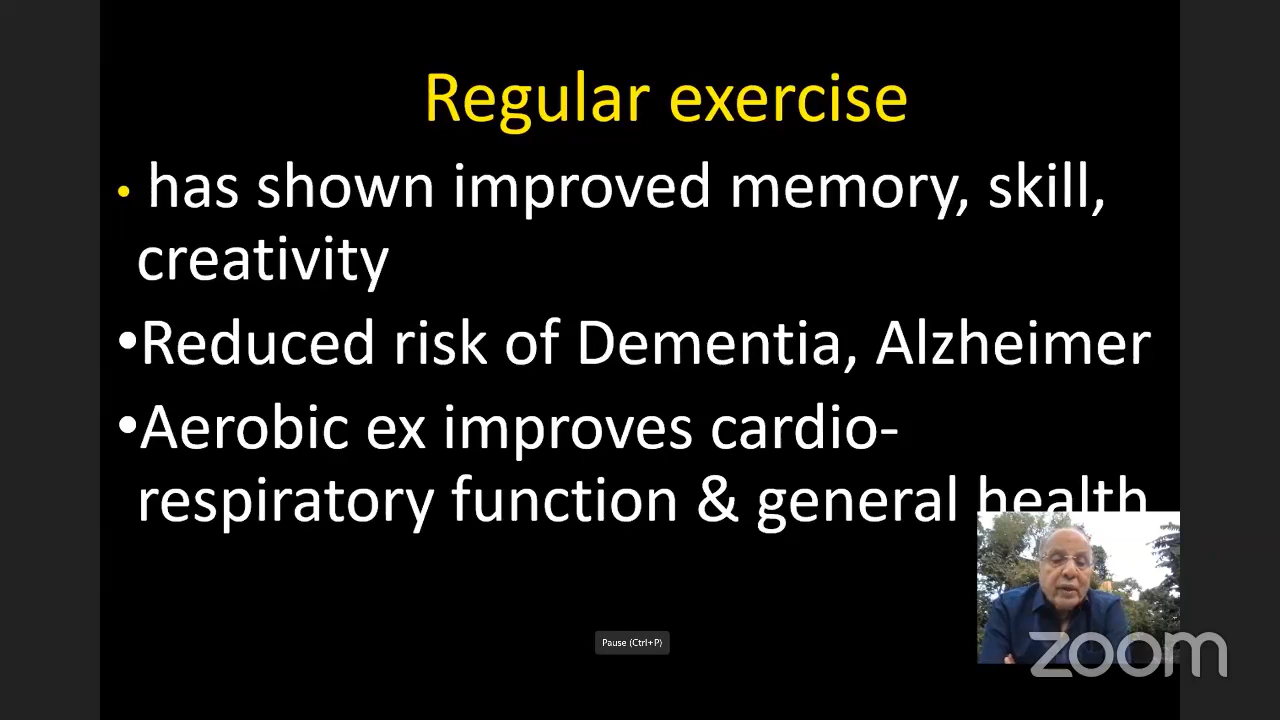 Regular exercise
• has shown improved memory, skill,
creativity
•Reduced risk of Dementia, Alzheimer
•Aerobic ex improves cardio-
respiratory function & general health
Pause (Ctrl+P)
zoom